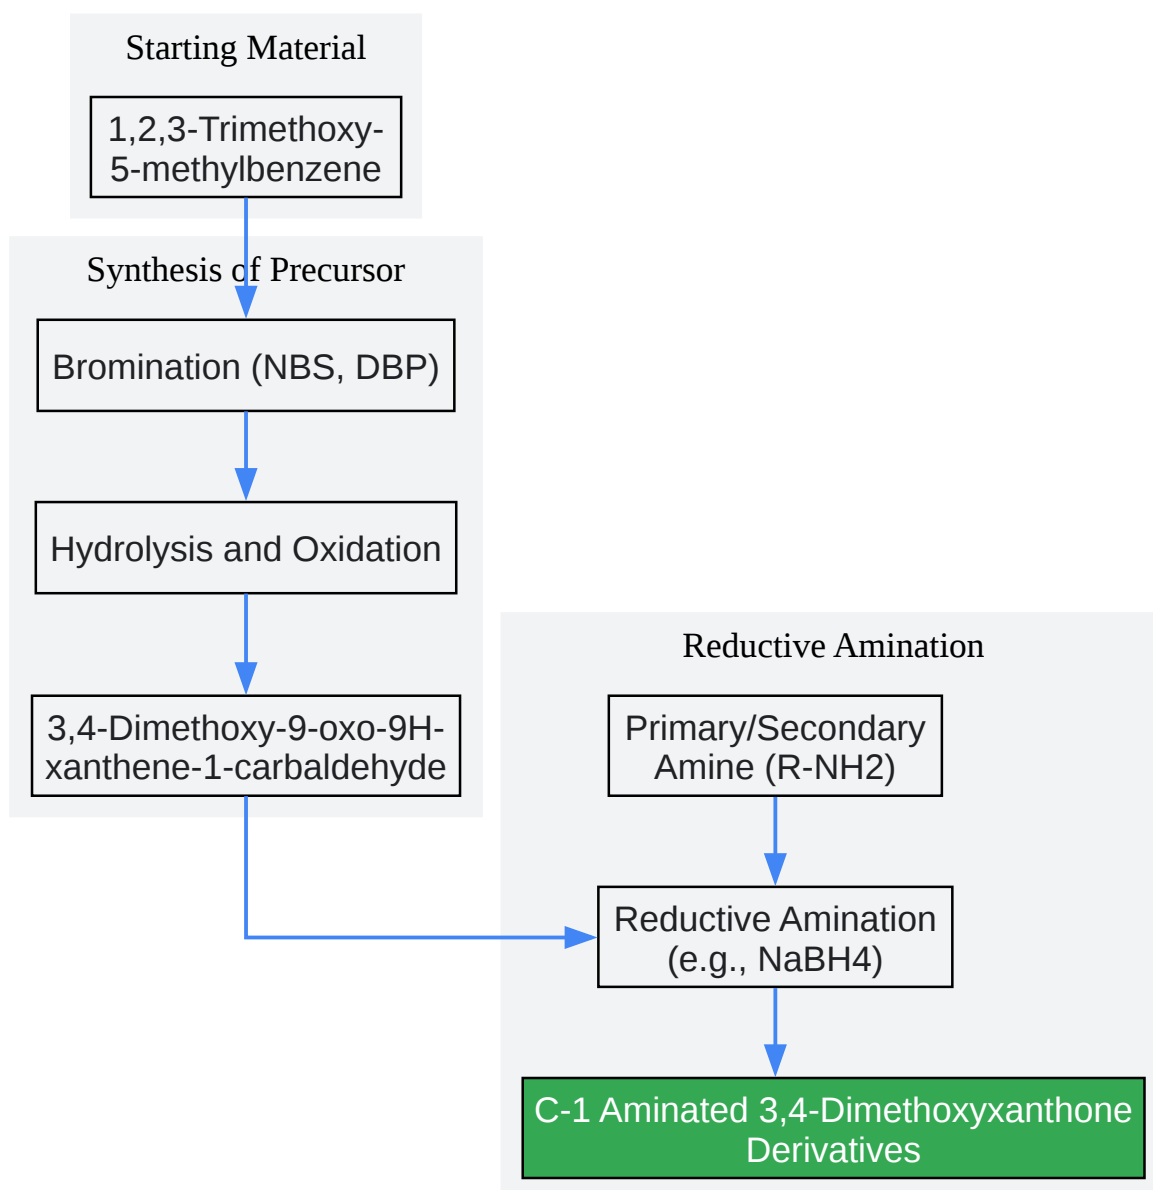 Starting Material
1,2,3-Trimethoxy-
5-methylbenzene
Synthesis of Precursor
Bromination (NBS, DBP)
Hydrolysis and Oxidation
3,4-Dimethoxy-9-oxo-9H-
xanthene-1-carbaldehyde
Reductive Amination
Primary/Secondary
Amine (R-NH2)
Reductive Amination
(e.g., NaBH4)
C-1 Aminated 3,4-Dimethoxyxanthone
Derivatives